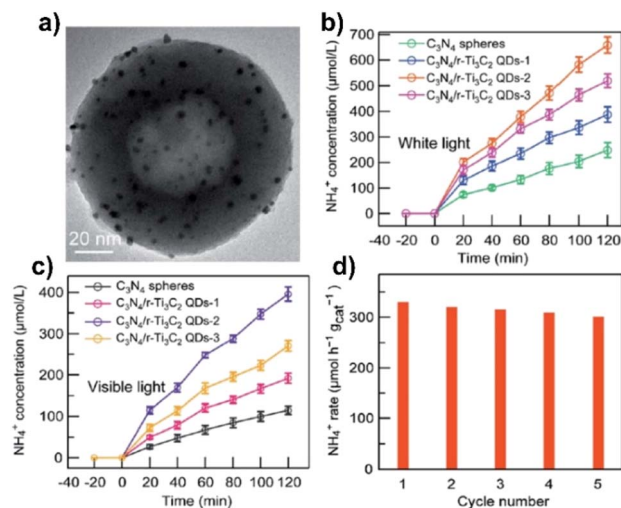 a)
20 nm
b)
NH₄⁺ concentration (μmol/L)
700
600
500
400
300
200
100
0
C₃N₄ spheres
C₃N₄/r-Ti₃C₂ QDs-1
C₃N₄/r-Ti₃C₂ QDs-2
C₃N₄/r-Ti₃C₂ QDs-3
White light
-40 -20 0 20 40 60 80 100 120
Time (min)
c)
NH₄⁺ concentration (μmol/L)
400
300
200
100
0
C₃N₄ spheres
C₃N₄/r-Ti₃C₂ QDs-1
C₃N₄/r-Ti₃C₂ QDs-2
C₃N₄/r-Ti₃C₂ QDs-3
Visible light
-40 -20 0 20 40 60 80 100 120
Time (min)
d)
NH₄⁺ rate (μmol h⁻¹ gcat⁻¹)
300
200
100
0
1 2 3 4 5
Cycle number